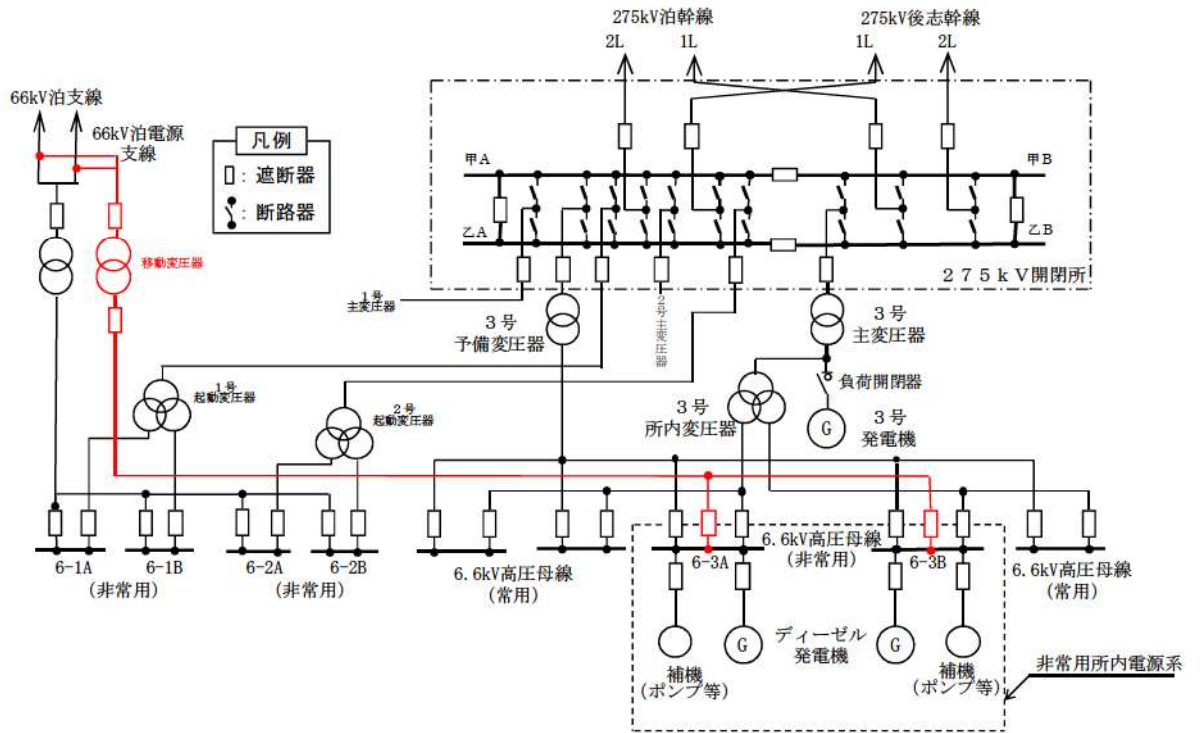 275kV泊幹線
275kV後志幹線
2L
1L
1L
2L
66kV泊支線
66kV泊電源
支線
凡例
：遮断器
：断路器
甲A
甲B
乙A
乙B
275kV開閉所
移動変圧器
1号
主変圧器
3号
予備変圧器
2号主変圧器
3号
主変圧器
負荷開閉器
1号
起動変圧器
2号
起動変圧器
3号
所内変圧器
G
3号
発電機
6-1A
6-1B
(非常用)
6-2A
6-2B
(非常用)
6.6kV高圧母線
(常用)
6-3A
6.6kV高圧母線
(非常用)
6-3B
6.6kV高圧母線
(常用)
補機
(ポンプ等)
G
ディーゼル
発電機
G
補機
(ポンプ等)
非常用所内電源系